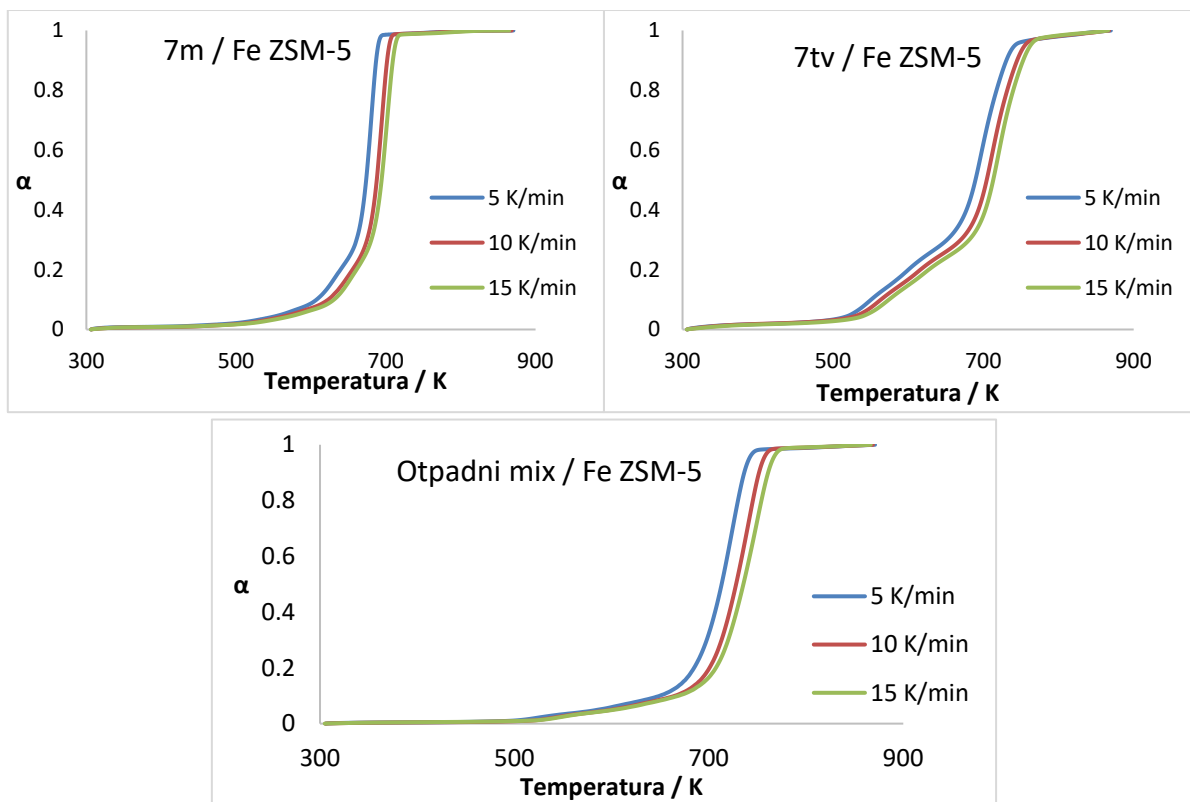 7m / Fe ZSM-5
1
0.8
0.6
0.4
0.2
0
α
5 K/min
10 K/min
15 K/min
300
500
700
900
Temperatura / K
7tv / Fe ZSM-5
1
0.8
0.6
0.4
0.2
0
α
5 K/min
10 K/min
15 K/min
300
500
700
900
Temperatura / K
Otpadni mix / Fe ZSM-5
1
0.8
0.6
0.4
0.2
0
α
5 K/min
10 K/min
15 K/min
300
500
700
900
Temperatura / K